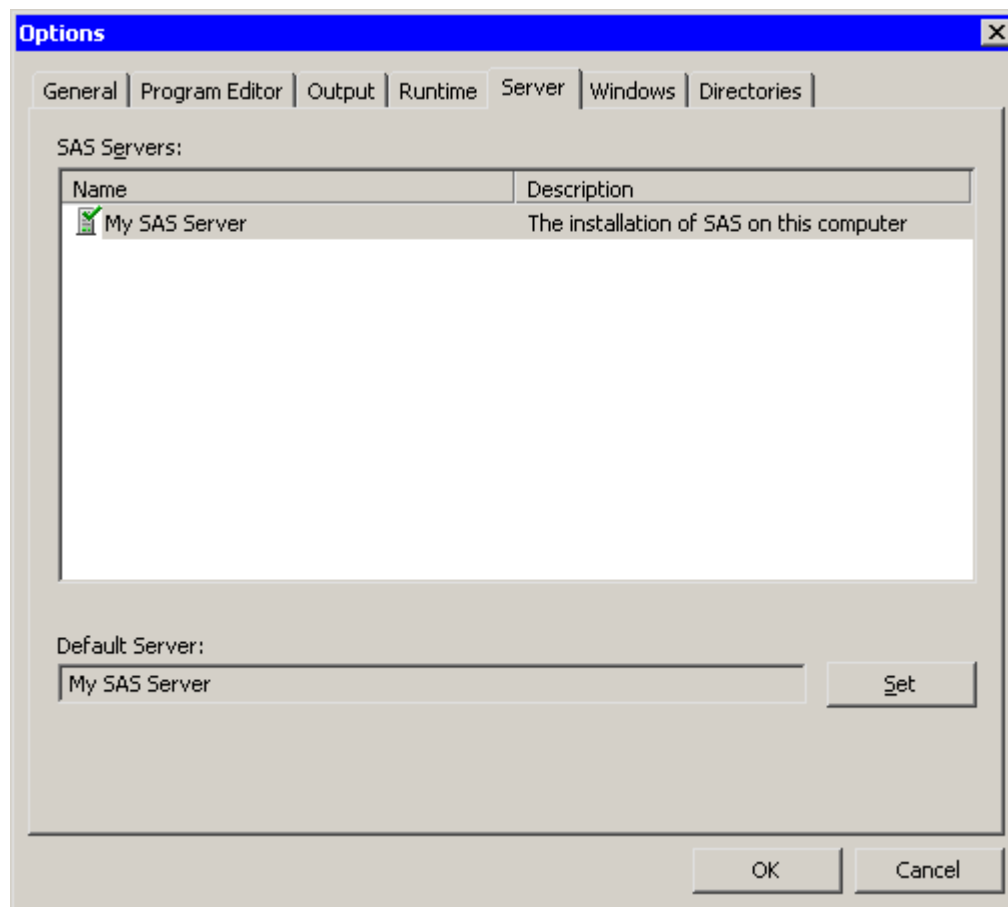 Options
General Program Editor Output Runtime Server Windows Directories
SAS Servers:
Name Description
My SAS Server The installation of SAS on this computer
Default Server:
My SAS Server Set
OK Cancel